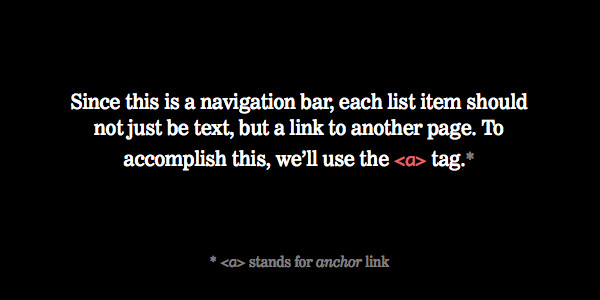 Since this is a navigation bar, each list item should
not just be text, but a link to another page. To
accomplish this, we’ll use the <a> tag.*
* <a> stands for anchor link